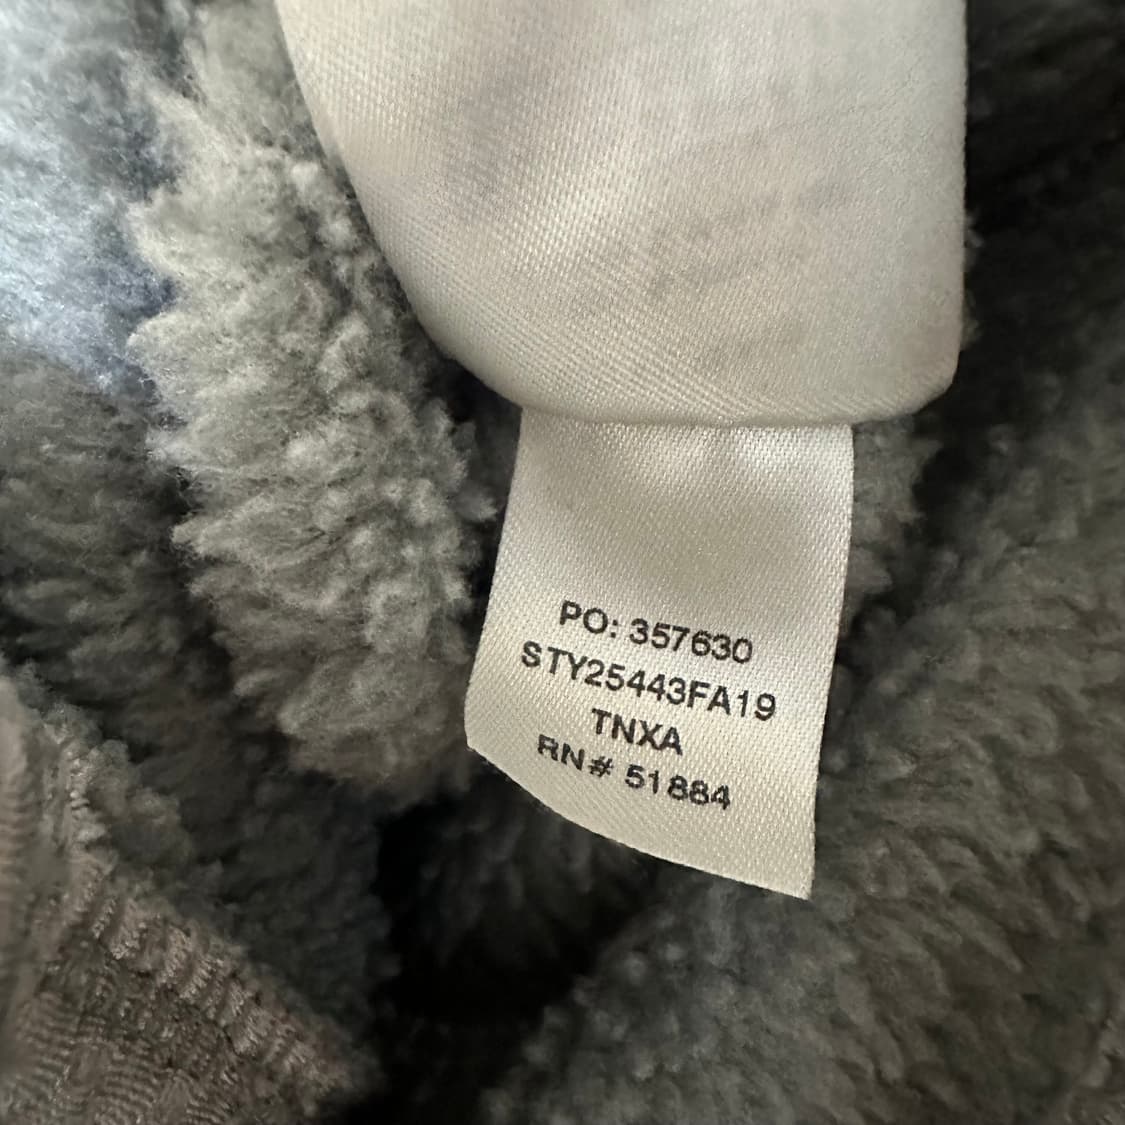 PO: 357630
STY25443FA19
TNXA
RN# 51884